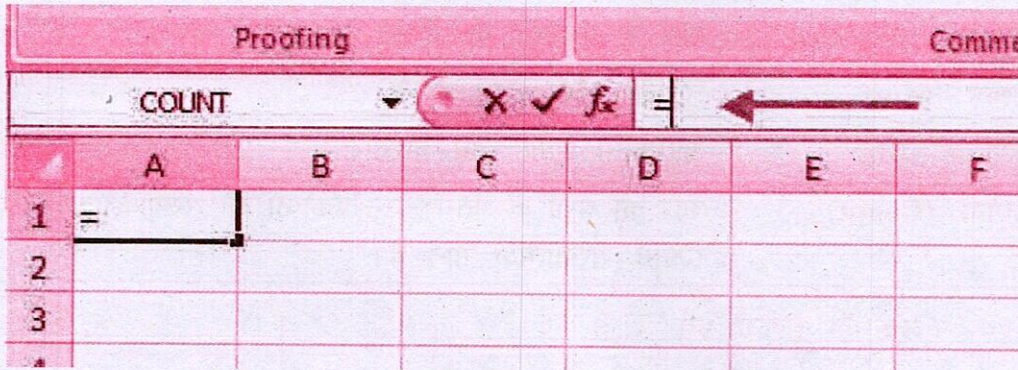 Proofing Comme
COUNT fx =
A B C D E F
1 =
2
3